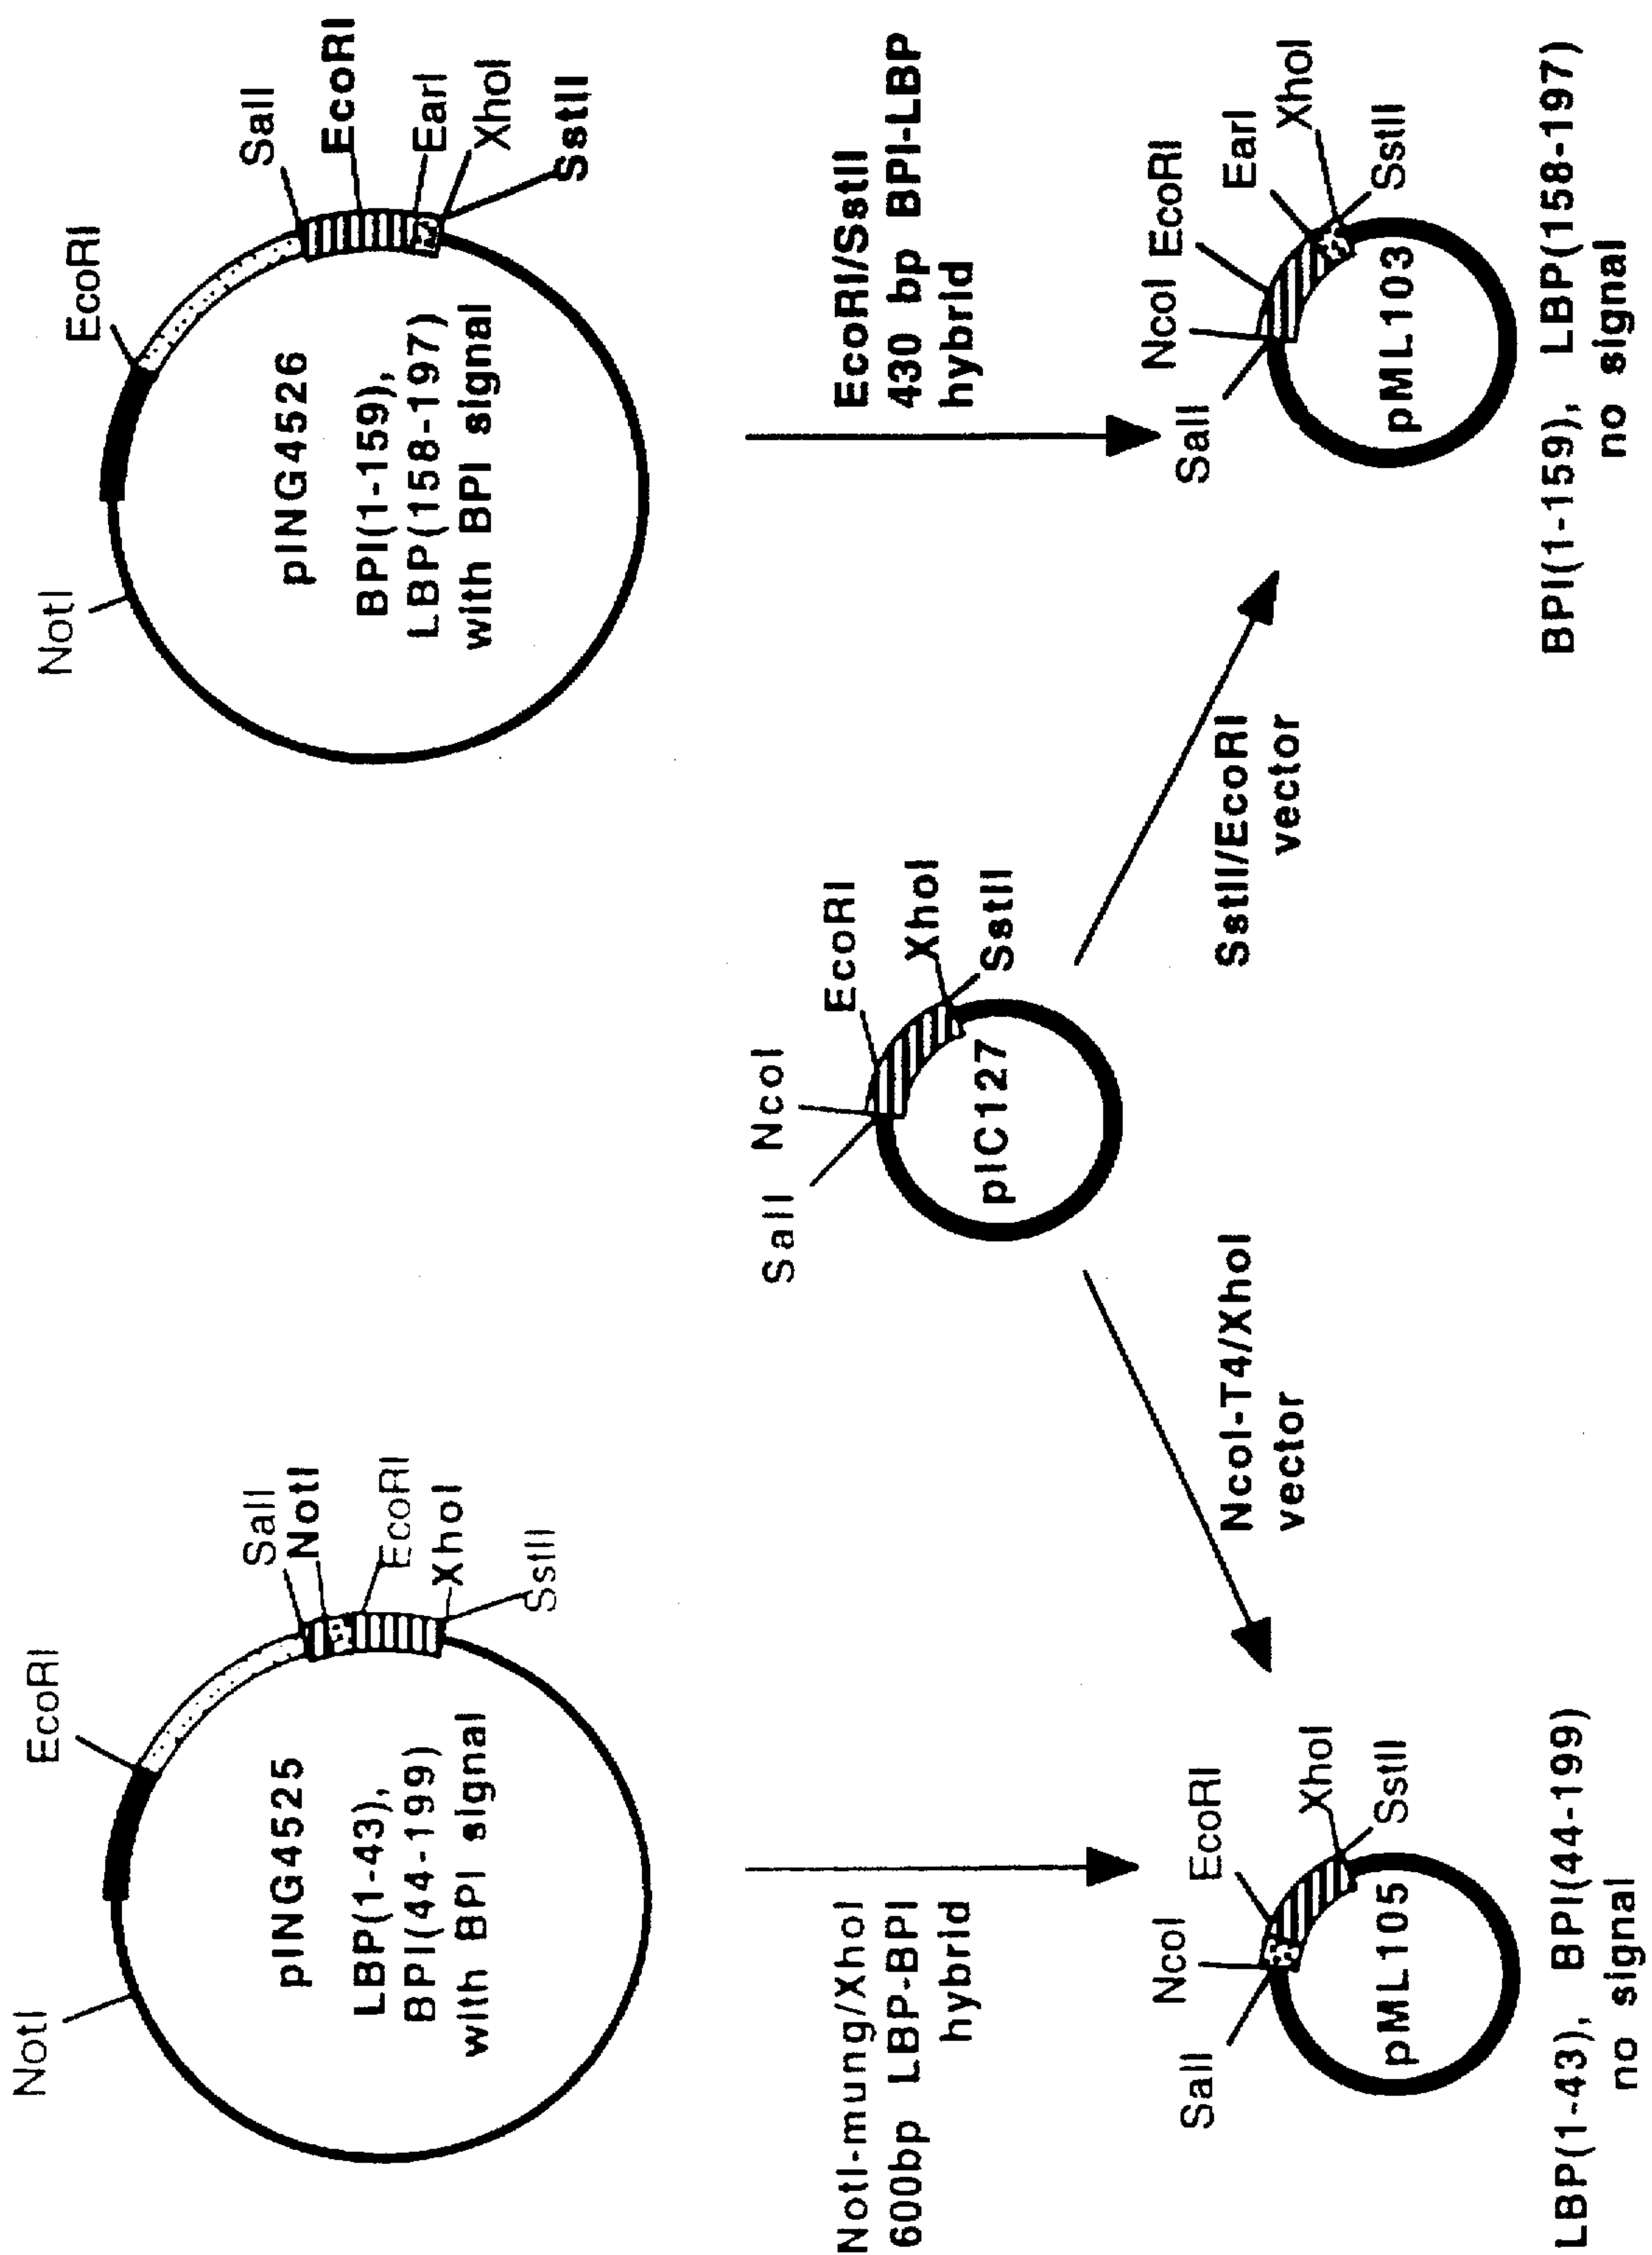 NotI
EcoRI
SalI
NotI
EcoRI
XhoI
SstII
pING4525
LBP(1-43),
BPI(44-199)
with BPI signal
NotI
EcoRI
SalI
EcoRI
EarI
XhoI
SstII
pING4526
BPI(1-159),
LBP(158-197)
with BPI signal
NotI-mung/XhoI
600bp LBP-BPI
hybrid
SalI
NcoI
EcoRI
XhoI
SstII
pIC127
EcoRI/SstII
430 bp BPI-LBP
hybrid
NcoI-T4/XhoI
vector
SstII/EcoRI
vector
SalI
NcoI
EcoRI
XhoI
SstII
pML105
LBP(1-43), BPI(44-199)
no signal
SalI
NcoI
EcoRI
EarI
XhoI
SstII
pML103
BPI(1-159), LBP(158-197)
no signal